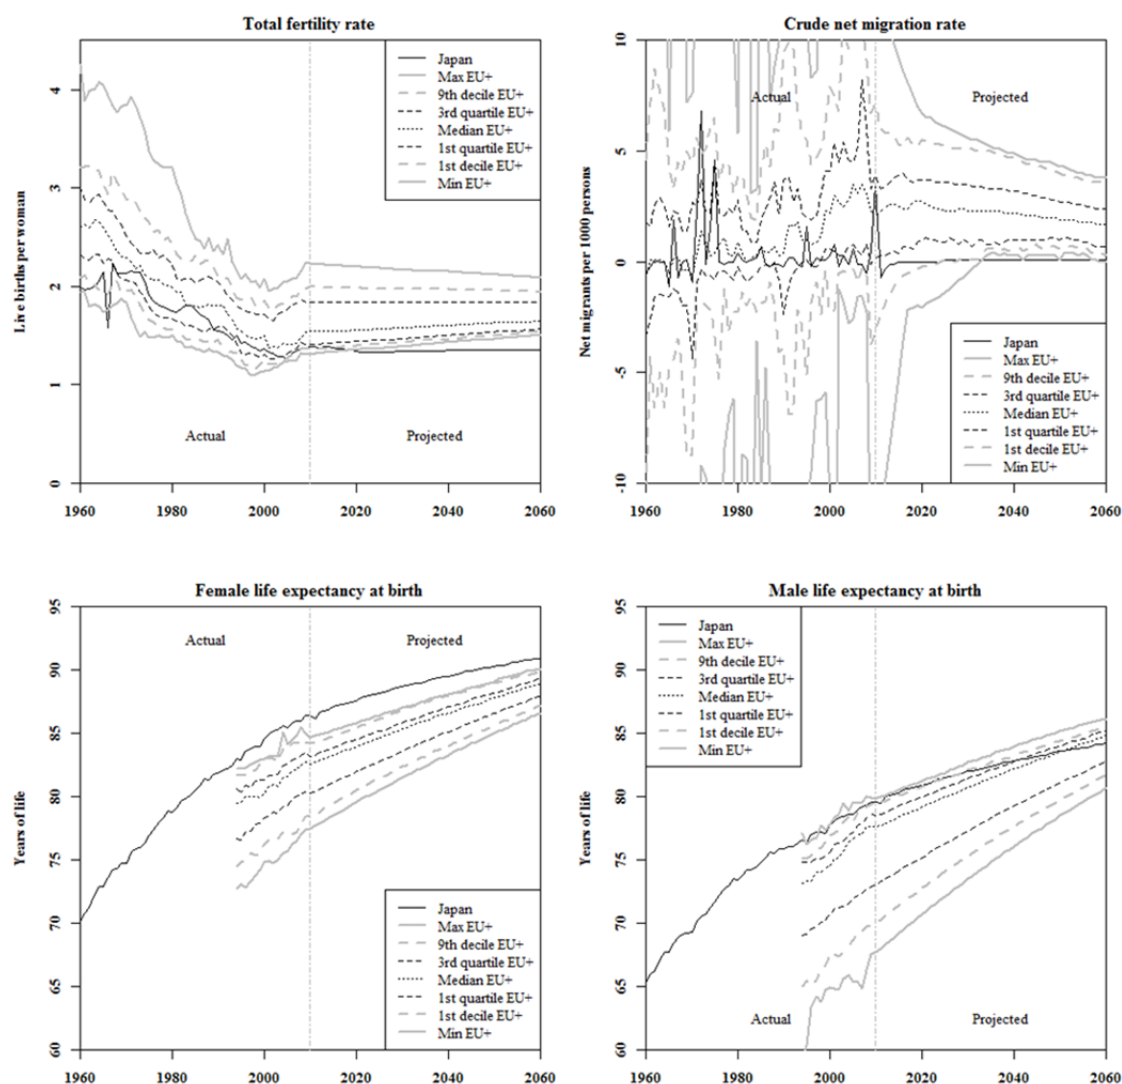 Total fertility rate
Live births per woman
4
3
2
1
0
Japan
Max EU+
9th decile EU+
3rd quartile EU+
Median EU+
1st quartile EU+
1st decile EU+
Min EU+
Actual
Projected
1960 1980 2000 2020 2040 2060
Crude net migration rate
Net migrants per 1000 persons
10
5
0
-5
-10
Actual
Projected
Japan
Max EU+
9th decile EU+
3rd quartile EU+
Median EU+
1st quartile EU+
1st decile EU+
Min EU+
1960 1980 2000 2020 2040 2060
Female life expectancy at birth
Years of life
95
90
85
80
75
70
65
60
Actual
Projected
Japan
Max EU+
9th decile EU+
3rd quartile EU+
Median EU+
1st quartile EU+
1st decile EU+
Min EU+
1960 1980 2000 2020 2040 2060
Male life expectancy at birth
Years of life
95
90
85
80
75
70
65
60
Japan
Max EU+
9th decile EU+
3rd quartile EU+
Median EU+
1st quartile EU+
1st decile EU+
Min EU+
Actual
Projected
1960 1980 2000 2020 2040 2060